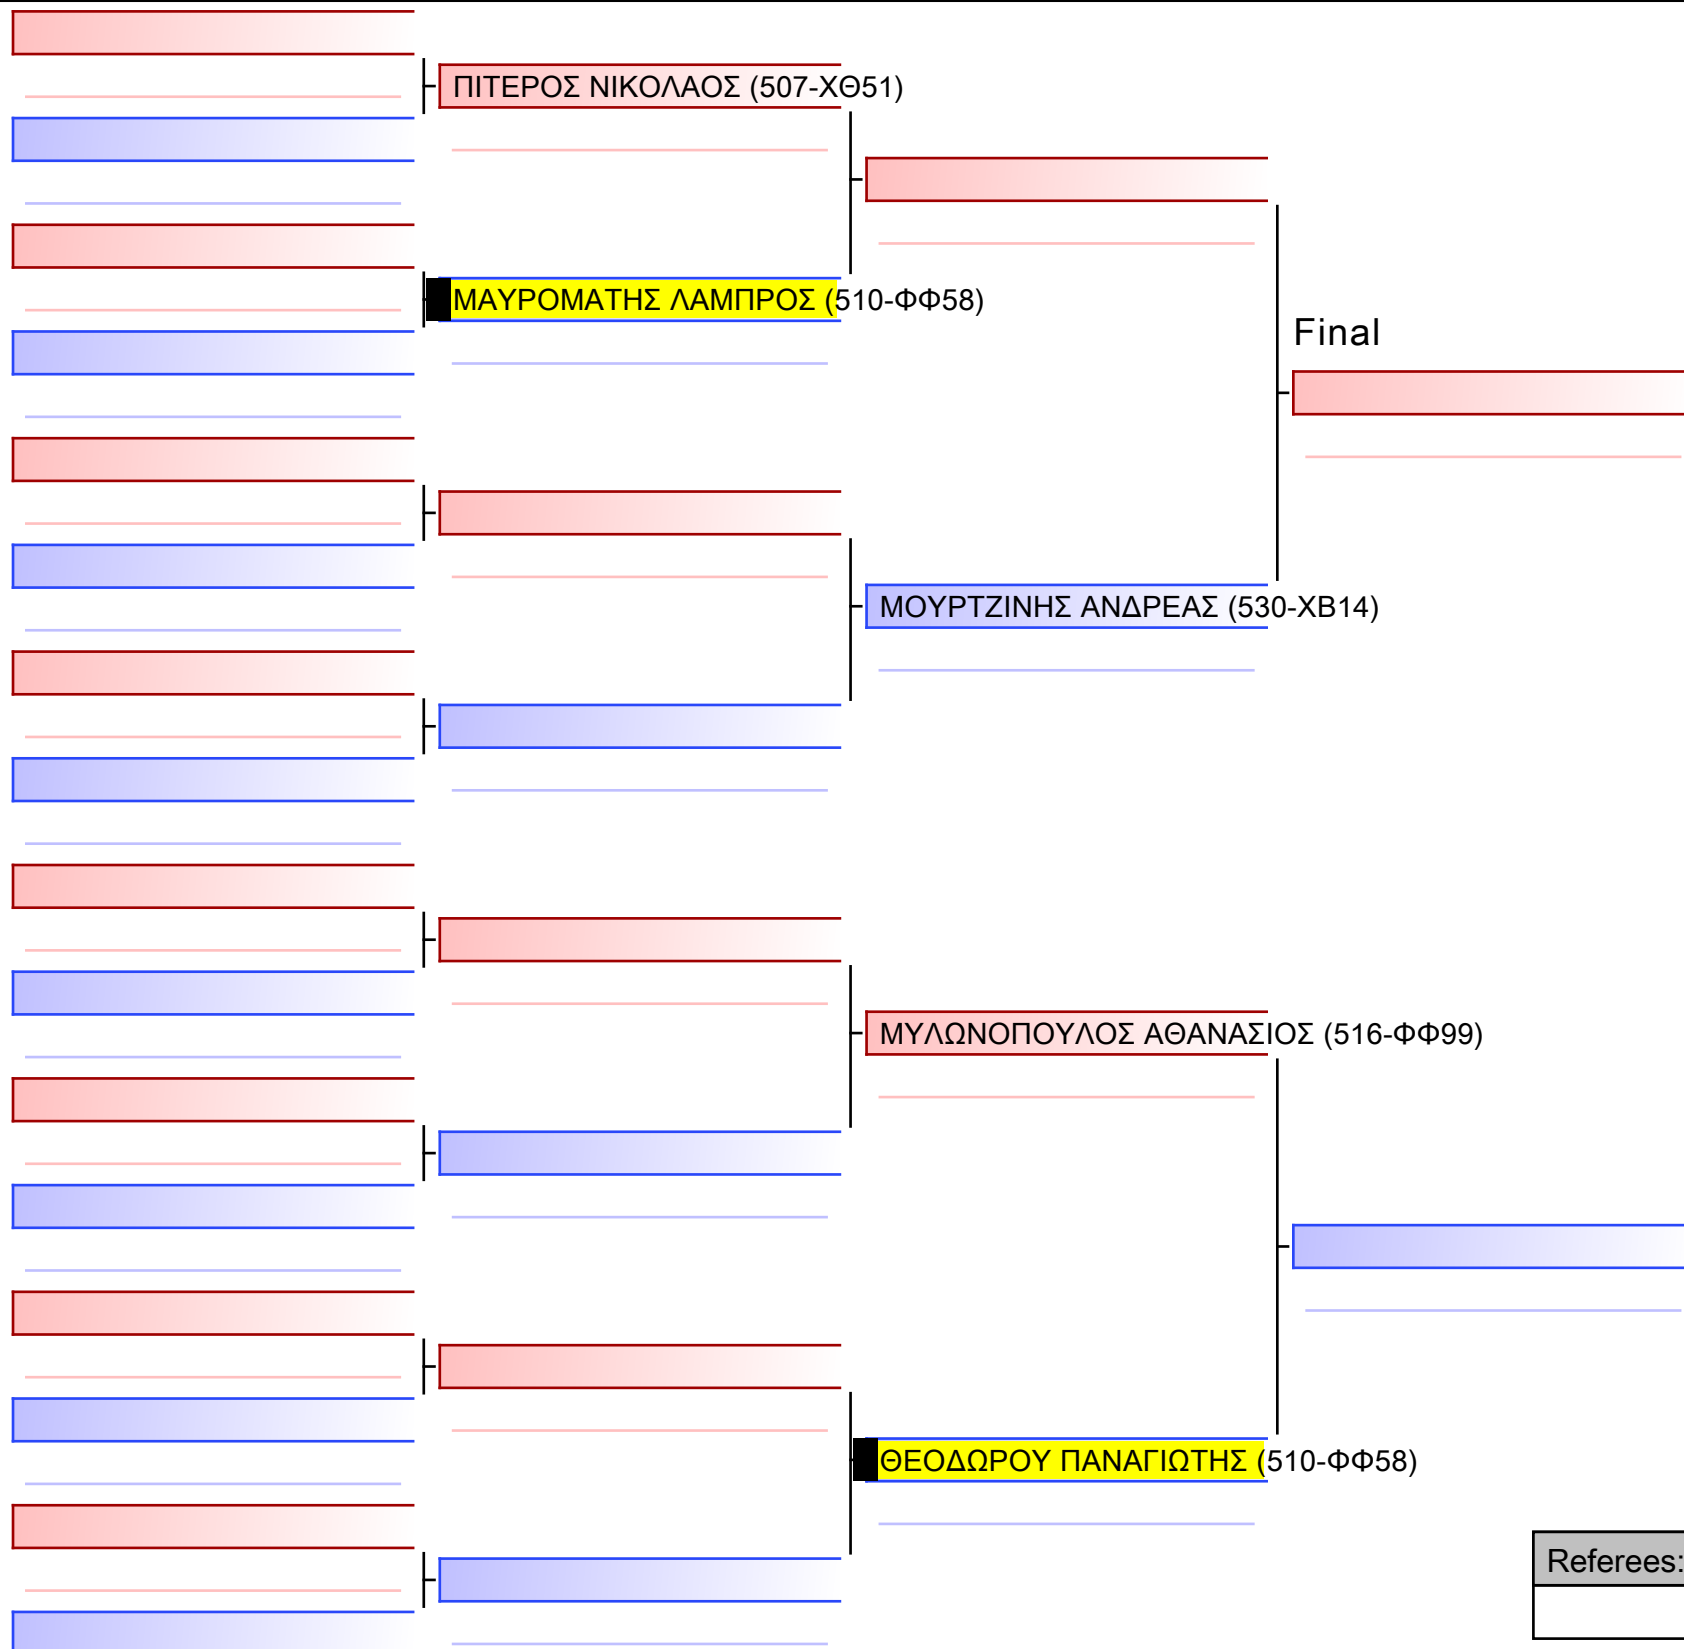 ΠΙΤΕΡΟΣ ΝΙΚΟΛΑΟΣ (507-ΧΘ51)
ΜΑΥΡΟΜΑΤΗΣ ΛΑΜΠΡΟΣ (510-ΦΦ58)
Final
ΜΟΥΡΤΖΙΝΗΣ ΑΝΔΡΕΑΣ (530-ΧΒ14)
ΜΥΛΩΝΟΠΟΥΛΟΣ ΑΘΑΝΑΣΙΟΣ (516-ΦΦ99)
ΘΕΟΔΩΡΟΥ ΠΑΝΑΓΙΩΤΗΣ (510-ΦΦ58)
Referees: